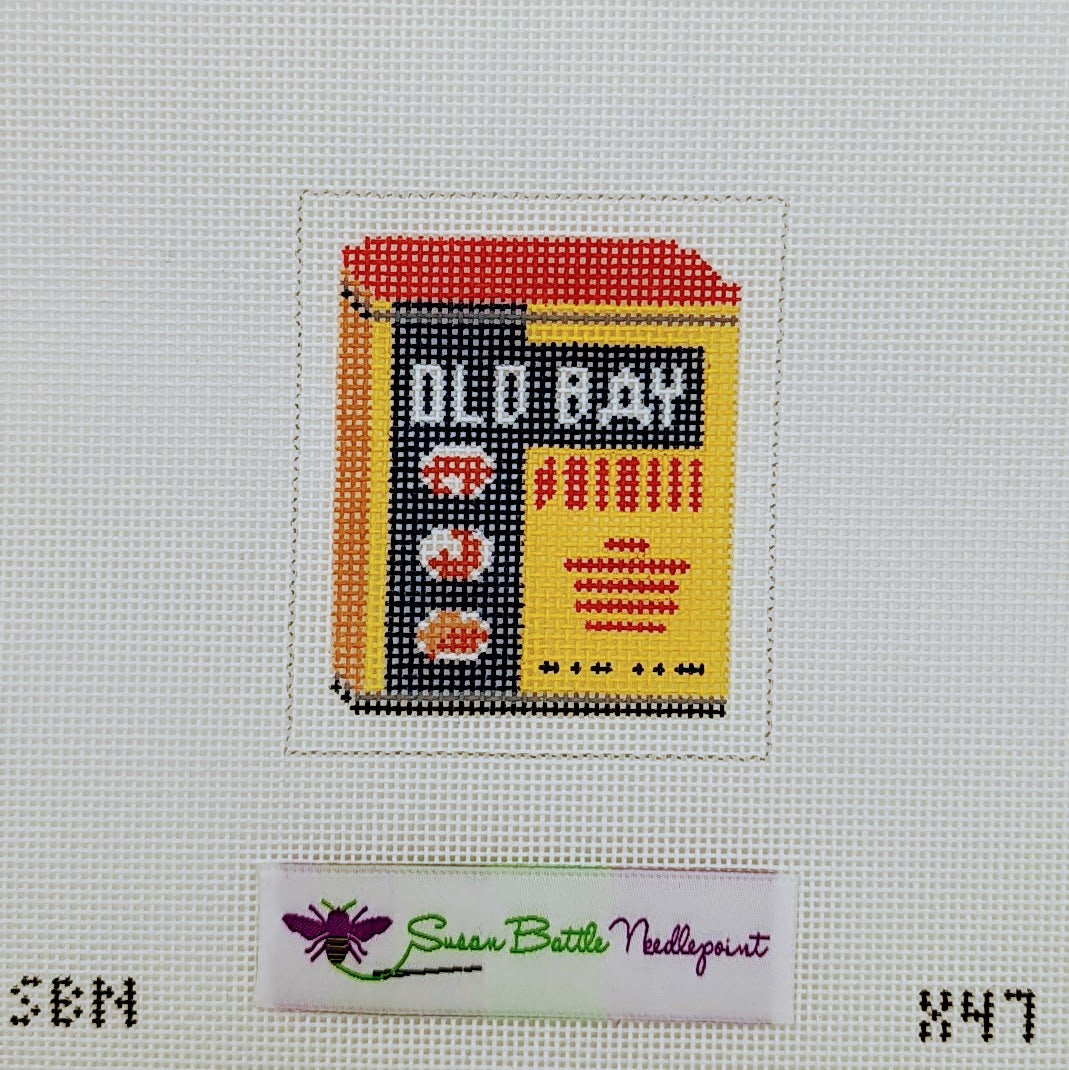 OLD BAY
Susan Battle Needlepoint
SBN
X47